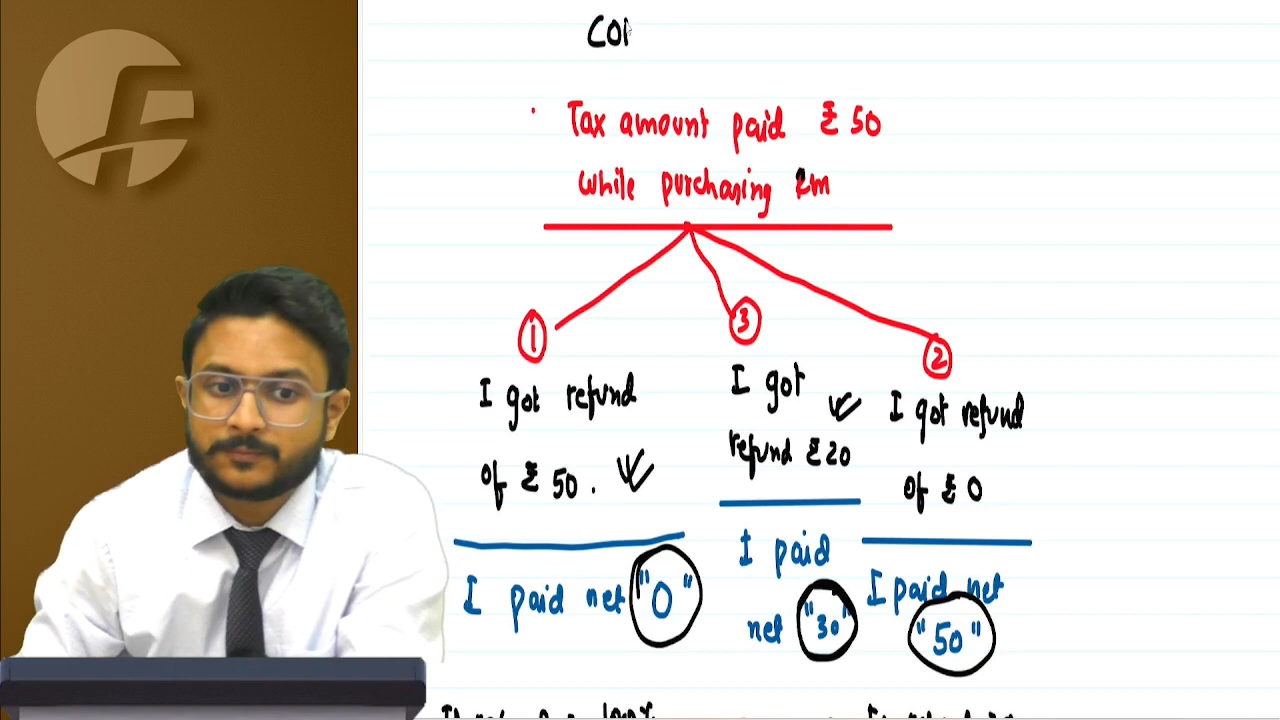 Tax amount paid ₹ 50
while purchasing RM
1
I got refund
of ₹ 50.
I paid net "0"
3
I got
refund ₹ 20
I paid
net "30"
2
I got refund
of ₹ 0
I paid net
"50"